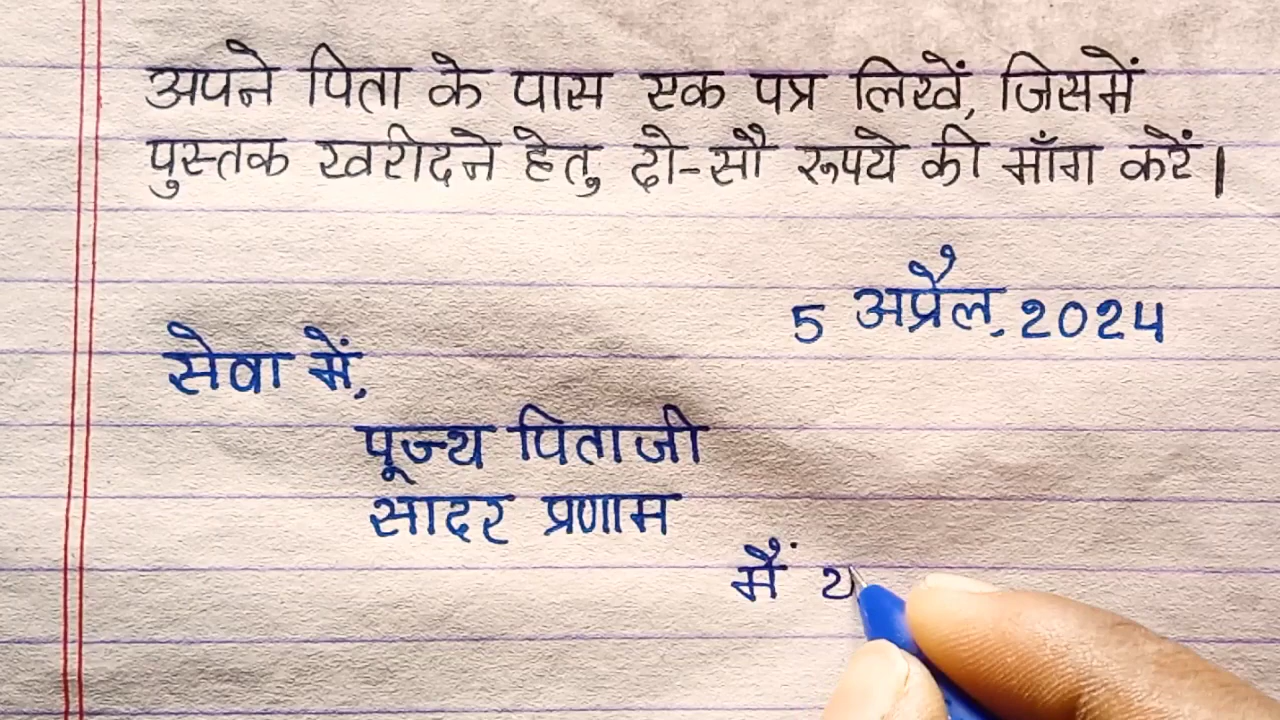 अपने पिता के पास एक पत्र लिखें, जिसमें
पुस्तक खरीदने हेतु दो-सौ रूपये की माँग करें।
5 अप्रैल, 2024
सेवा में,
पूज्य पिताजी
सादर प्रणाम
मैं